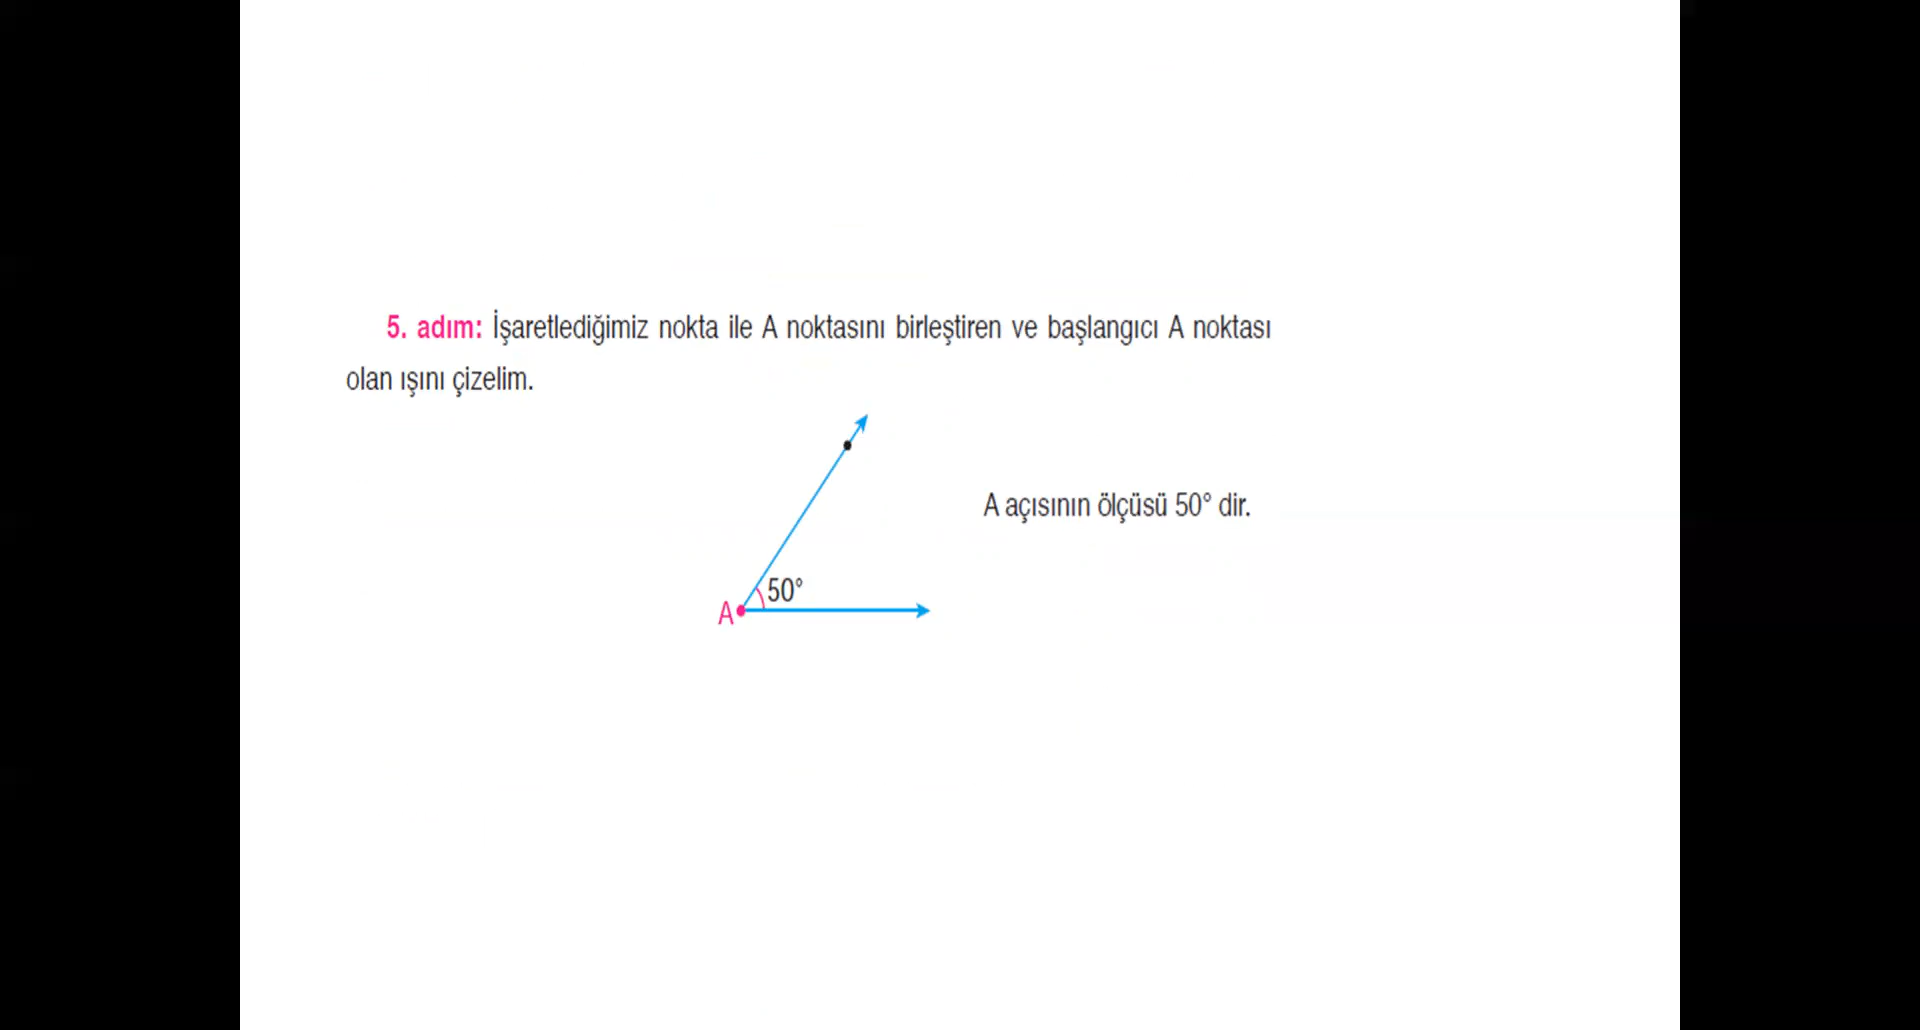 5. adım: İşaretlediğimiz nokta ile A noktasını birleştiren ve başlangıcı A noktası
olan ışını çizelim.
A açısının ölçüsü 50° dir.
50°
A